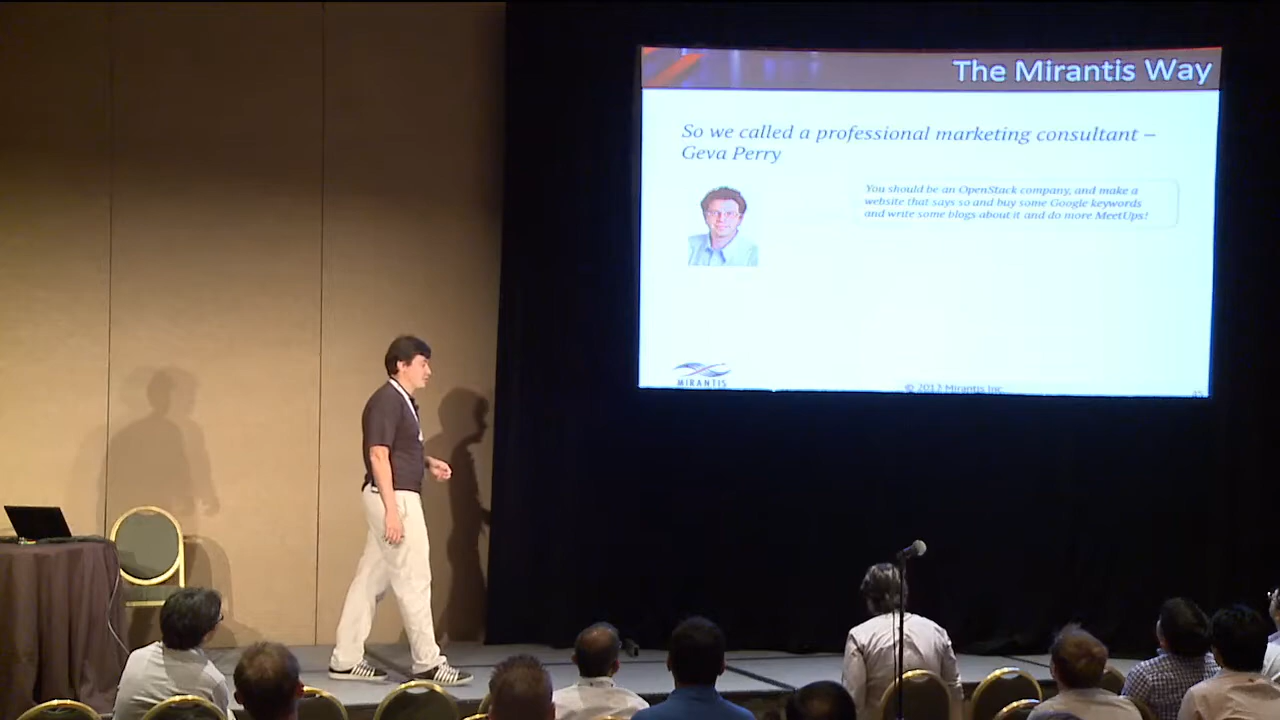 The Mirantis Way
So we called a professional marketing consultant –
Geva Perry
You should be an OpenStack company, and make a
website that says so and buy some Google keywords
and write some blogs about it and do more MeetUps!
MIRANTIS
© 2012 Mirantis Inc.
45